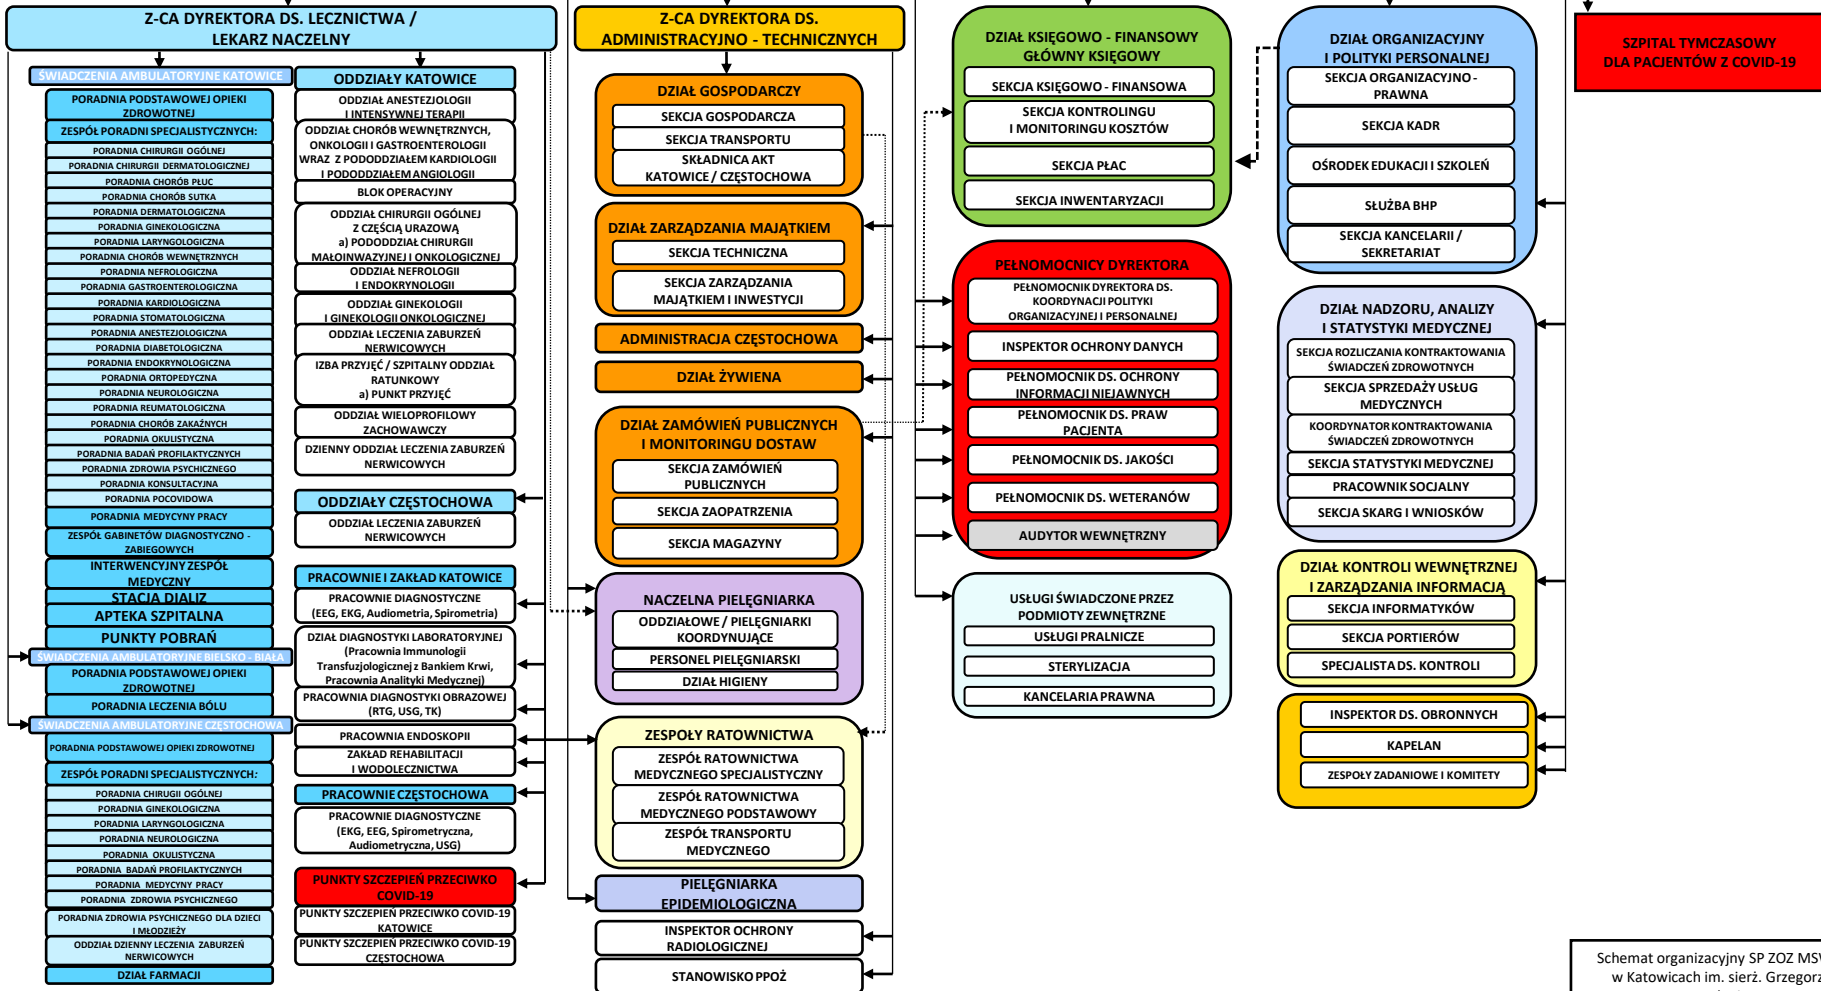 Z-CA DYREKTORA DS. LECZNICTWA /
LEKARZ NACZELNY
ŚWIADCZENIA AMBULATORYJNE KATOWICE
PORADNIA PODSTAWOWEJ OPIEKI
ZDROWOTNEJ
ZESPÓŁ PORADNI SPECJALISTYCZNYCH:
PORADNIA CHIRURGII OGÓLNEJ
PORADNIA CHIRURGII DERMATOLOGICZNEJ
PORADNIA CHORÓB PŁUC
PORADNIA CHORÓB SUTKA
PORADNIA DERMATOLOGICZNA
PORADNIA GINEKOLOGICZNA
PORADNIA LARYNGOLOGICZNA
PORADNIA CHORÓB WEWNĘTRZNYCH
PORADNIA NEFROLOGICZNA
PORADNIA GASTROENTEROLOGICZNA
PORADNIA KARDIOLOGICZNA
PORADNIA STOMATOLOGICZNA
PORADNIA ANESTEZJOLOGICZNA
PORADNIA DIABETOLOGICZNA
PORADNIA ENDOKRYNOLOGICZNA
PORADNIA ORTOPEDYCZNA
PORADNIA NEUROLOGICZNA
PORADNIA REUMATOLOGICZNA
PORADNIA CHORÓB ZAKAŹNYCH
PORADNIA OKULISTYCZNA
PORADNIA BADAŃ PROFILAKTYCZNYCH
PORADNIA ZDROWIA PSYCHICZNEGO
PORADNIA KONSULTACYJNA
PORADNIA POCOVIDOWA
PORADNIA MEDYCYNY PRACY
ZESPÓŁ GABINETÓW DIAGNOSTYCZNO -
ZABIEGOWYCH
INTERWENCYJNY ZESPÓŁ
MEDYCZNY
STACJA DIALIZ
APTEKA SZPITALNA
PUNKTY POBRAŃ
ŚWIADCZENIA AMBULATORYJNE BIELSKO - BIAŁA
PORADNIA PODSTAWOWEJ OPIEKI
ZDROWOTNEJ
PORADNIA LECZENIA BÓLU
ŚWIADCZENIA AMBULATORYJNE CZĘSTOCHOWA
PORADNIA PODSTAWOWEJ OPIEKI ZDROWOTNEJ
ZESPÓŁ PORADNI SPECJALISTYCZNYCH:
PORADNIA CHIRUGII OGÓLNEJ
PORADNIA GINEKOLOGICZNA
PORADNIA LARYNGOLOGICZNA
PORADNIA NEUROLOGICZNA
PORADNIA OKULISTYCZNA
PORADNIA BADAŃ PROFILAKTYCZNYCH
PORADNIA MEDYCYNY PRACY
PORADNIA ZDROWIA PSYCHICZNEGO
PORADNIA ZDROWIA PSYCHICZNEGO DLA DZIECI
I MŁODZIEŻY
ODDZIAŁ DZIENNY LECZENIA ZABURZEŃ
NERWICOWYCH
DZIAŁ FARMACJI
ODDZIAŁY KATOWICE
ODDZIAŁ ANESTEZJOLOGII
I INTENSYWNEJ TERAPII
ODDZIAŁ CHORÓB WEWNĘTRZNYCH,
ONKOLOGII I GASTROENTEROLOGII
WRAZ Z PODODDZIAŁEM KARDIOLOGII
I PODODDZIAŁEM ANGIOLOGII
BLOK OPERACYJNY
ODDZIAŁ CHIRURGII OGÓLNEJ
Z CZĘŚCIĄ URAZOWĄ
a) PODODDZIAŁ CHIRURGII
MAŁOINWAZYJNEJ I ONKOLOGICZNEJ
ODDZIAŁ NEFROLOGII
I ENDOKRYNOLOGII
ODDZIAŁ GINEKOLOGII
I GINEKOLOGII ONKOLOGICZNEJ
ODDZIAŁ LECZENIA ZABURZEŃ
NERWICOWYCH
IZBA PRZYJĘĆ / SZPITALNY ODDZIAŁ
RATUNKOWY
a) PUNKT PRZYJĘĆ
ODDZIAŁ WIELOPROFILOWY
ZACHOWAWCZY
DZIENNY ODDZIAŁ LECZENIA ZABURZEŃ
NERWICOWYCH
ODDZIAŁY CZĘSTOCHOWA
ODDZIAŁ LECZENIA ZABURZEŃ
NERWICOWYCH
PRACOWNIE I ZAKŁAD KATOWICE
PRACOWNIE DIAGNOSTYCZNE
(EEG, EKG, Audiometria, Spirometria)
DZIAŁ DIAGNOSTYKI LABORATORYJNEJ
(Pracownia Immunologii
Transfuzjologicznej z Bankiem Krwi,
Pracownia Analityki Medycznej)
PRACOWNIA DIAGNOSTYKI OBRAZOWEJ
(RTG, USG, TK)
PRACOWNIA ENDOSKOPII
ZAKŁAD REHABILITACJI
I WODOLECZNICTWA
PRACOWNIE CZĘSTOCHOWA
PRACOWNIE DIAGNOSTYCZNE
(EKG, EEG, Spirometryczna,
Audiometryczna, USG)
PUNKTY SZCZEPIEŃ PRZECIWKO
COVID-19
PUNKTY SZCZEPIEŃ PRZECIWKO COVID-19
KATOWICE
PUNKTY SZCZEPIEŃ PRZECIWKO COVID-19
CZĘSTOCHOWA
Z-CA DYREKTORA DS.
ADMINISTRACYJNO - TECHNICZNYCH
DZIAŁ GOSPODARCZY
SEKCJA GOSPODARCZA
SEKCJA TRANSPORTU
SKŁADNICA AKT
KATOWICE / CZĘSTOCHOWA
DZIAŁ ZARZĄDZANIA MAJĄTKIEM
SEKCJA TECHNICZNA
SEKCJA ZARZĄDZANIA
MAJĄTKIEM I INWESTYCJI
ADMINISTRACJA CZĘSTOCHOWA
DZIAŁ ŻYWIENA
DZIAŁ ZAMÓWIEŃ PUBLICZNYCH
I MONITORINGU DOSTAW
SEKCJA ZAMÓWIEŃ
PUBLICZNYCH
SEKCJA ZAOPATRZENIA
SEKCJA MAGAZYNY
NACZELNA PIELĘGNIARKA
ODDZIAŁOWE / PIELĘGNIARKI
KOORDYNUJĄCE
PERSONEL PIELĘGNIARSKI
DZIAŁ HIGIENY
ZESPOŁY RATOWNICTWA
ZESPÓŁ RATOWNICTWA
MEDYCZNEGO SPECJALISTYCZNY
ZESPÓŁ RATOWNICTWA
MEDYCZNEGO PODSTAWOWY
ZESPÓŁ TRANSPORTU
MEDYCZNEGO
PIELĘGNIARKA
EPIDEMIOLOGICZNA
INSPEKTOR OCHRONY
RADIOLOGICZNEJ
STANOWISKO PPOŻ
DZIAŁ KSIĘGOWO - FINANSOWY
GŁÓWNY KSIĘGOWY
SEKCJA KSIĘGOWO - FINANSOWA
SEKCJA KONTROLINGU
I MONITORINGU KOSZTÓW
SEKCJA PŁAC
SEKCJA INWENTARYZACJI
PEŁNOMOCNICY DYREKTORA
PEŁNOMOCNIK DYREKTORA DS.
KOORDYNACJI POLITYKI
ORGANIZACYJNEJ I PERSONALNEJ
INSPEKTOR OCHRONY DANYCH
PEŁNOMOCNIK DS. OCHRONY
INFORMACJI NIEJAWNYCH
PEŁNOMOCNIK DS. PRAW
PACJENTA
PEŁNOMOCNIK DS. JAKOŚCI
PEŁNOMOCNIK DS. WETERANÓW
AUDYTOR WEWNĘTRZNY
USŁUGI ŚWIADCZONE PRZEZ
PODMIOTY ZEWNĘTRZNE
USŁUGI PRALNICZE
STERYLIZACJA
KANCELARIA PRAWNA
DZIAŁ ORGANIZACYJNY
I POLITYKI PERSONALNEJ
SEKCJA ORGANIZACYJNO -
PRAWNA
SEKCJA KADR
OŚRODEK EDUKACJI I SZKOLEŃ
SŁUŻBA BHP
SEKCJA KANCELARII /
SEKRETARIAT
DZIAŁ NADZORU, ANALIZY
I STATYSTYKI MEDYCZNEJ
SEKCJA ROZLICZANIA KONTRAKTOWANIA
ŚWIADCZEŃ ZDROWOTNYCH
SEKCJA SPRZEDAŻY USŁUG
MEDYCZNYCH
KOORDYNATOR KONTRAKTOWANIA
ŚWIADCZEŃ ZDROWOTNYCH
SEKCJA STATYSTYKI MEDYCZNEJ
PRACOWNIK SOCJALNY
SEKCJA SKARG I WNIOSKÓW
DZIAŁ KONTROLI WEWNĘTRZNEJ
I ZARZĄDZANIA INFORMACJĄ
SEKCJA INFORMATYKÓW
SEKCJA PORTIERÓW
SPECJALISTA DS. KONTROLI
INSPEKTOR DS. OBRONNYCH
KAPELAN
ZESPOŁY ZADANIOWE I KOMITETY
SZPITAL TYMCZASOWY
DLA PACJENTÓW Z COVID-19
Schemat organizacyjny SP ZOZ
w Katowicach im. sierż.